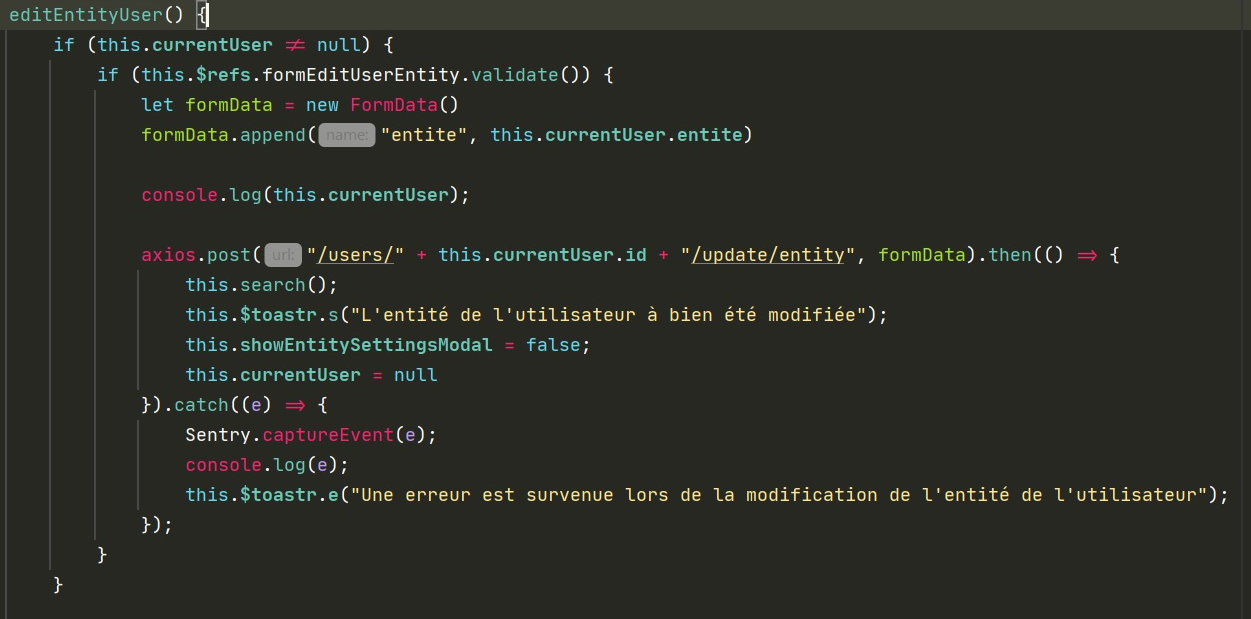 editEntityUser() {
if (this.currentUser ≠ null) {
if (this.$refs.formEditUserEntity.validate()) {
let formData = new FormData()
formData.append( name: "entite", this.currentUser.entite)
console.log(this.currentUser);
axios.post( url: "/users/" + this.currentUser.id + "/update/entity", formData).then(() ⇒ {
this.search();
this.$toastr.s("L'entité de l'utilisateur à bien été modifiée");
this.showEntitySettingsModal = false;
this.currentUser = null
}).catch((e) ⇒ {
Sentry.captureEvent(e);
console.log(e);
this.$toastr.e("Une erreur est survenue lors de la modification de l'entité de l'utilisateur");
});
}
}